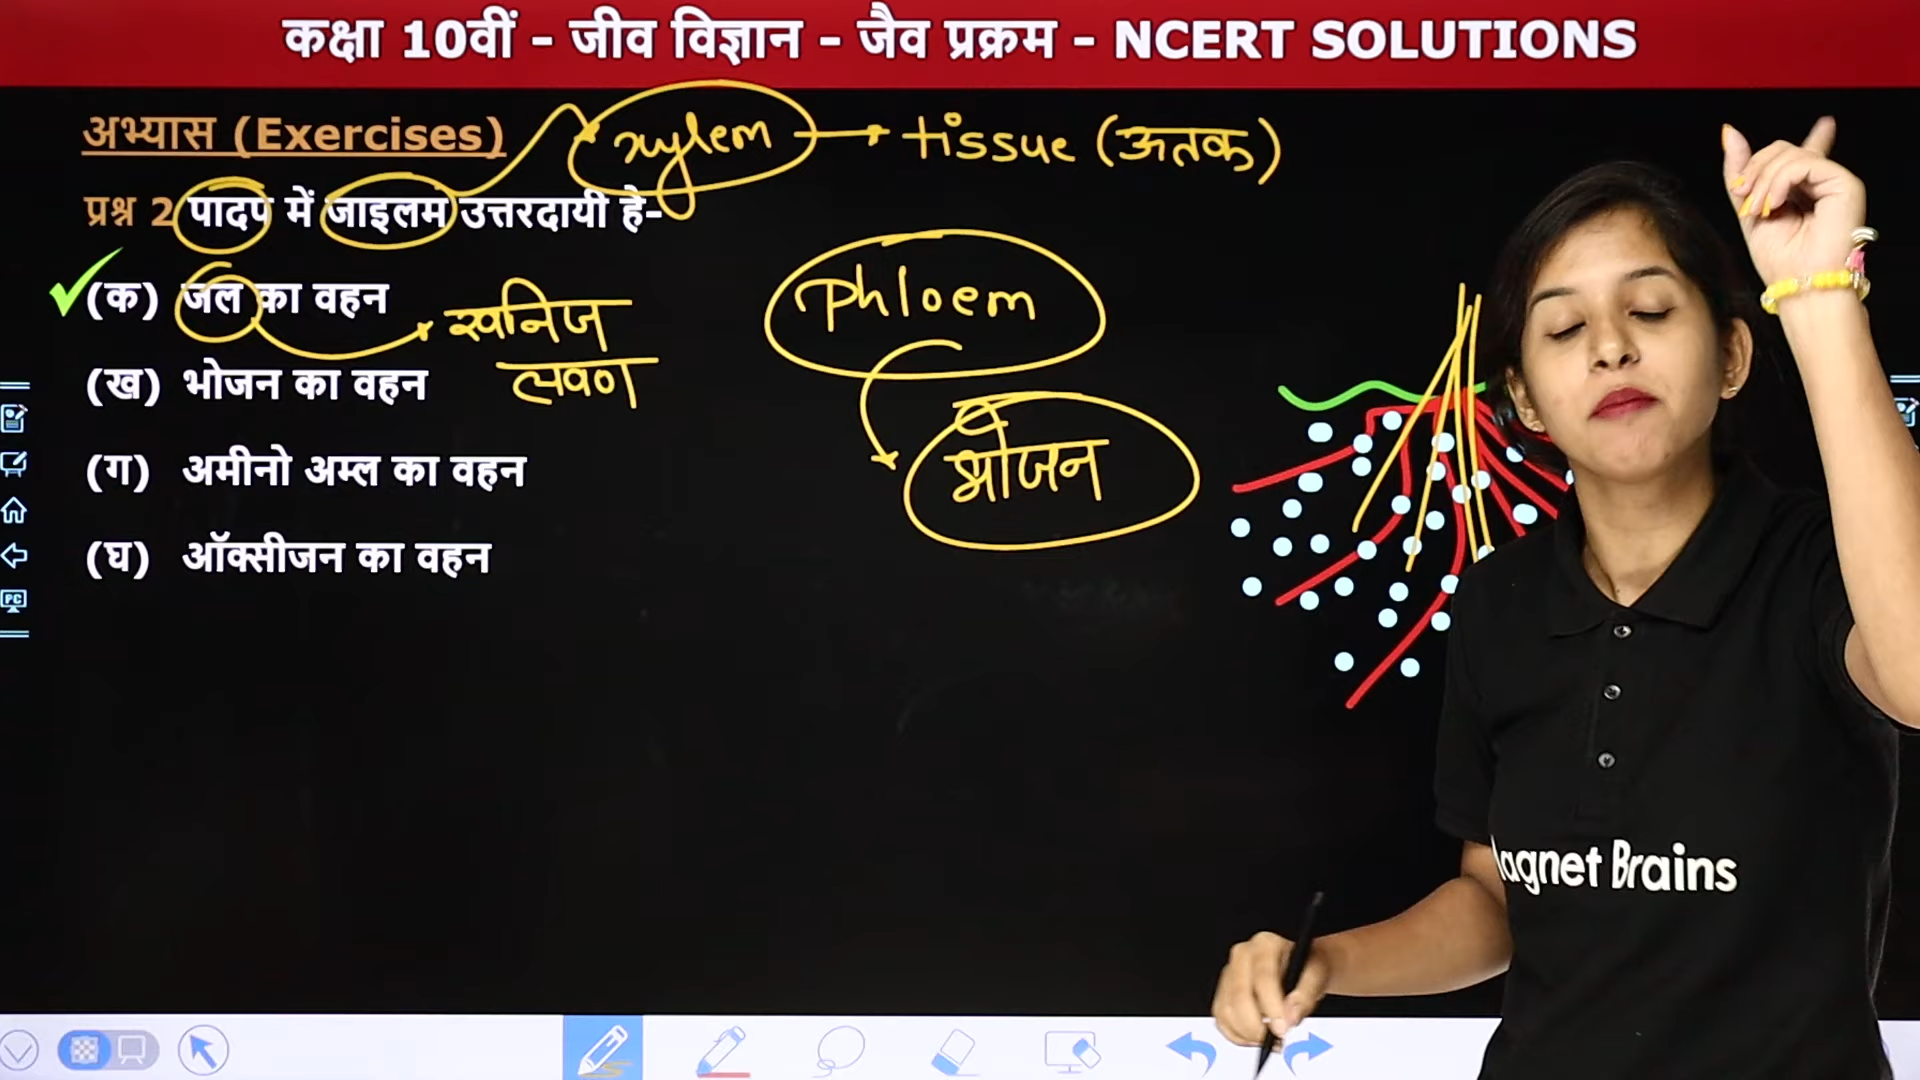 कक्षा 10वीं - जीव विज्ञान - जैव प्रक्रम - NCERT SOLUTIONS
अभ्यास (Exercises)
xylem → tissue (ऊतक)
प्रश्न 2 पादप में जाइलम उत्तरदायी है-
(क) जल का वहन
खनिज
लवण
Phloem
(ख) भोजन का वहन
भोजन
(ग) अमीनो अम्ल का वहन
(घ) ऑक्सीजन का वहन
PC
agnet Brains